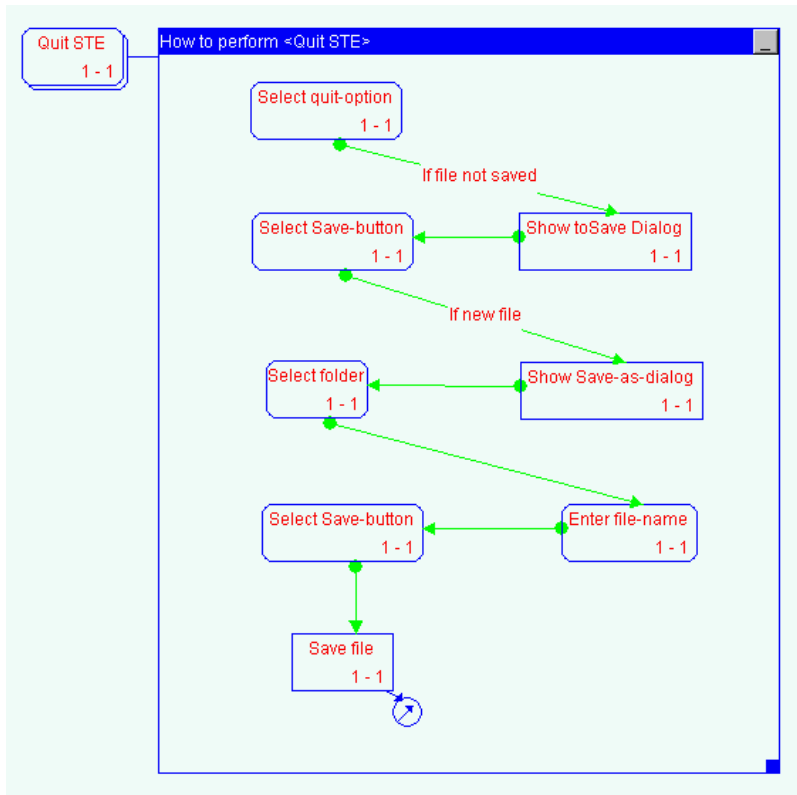 Quit STE
1 - 1
How to perform <Quit STE>
_
Select quit-option
1 - 1
If file not saved
Select Save-button
1 - 1
Show toSave Dialog
1 - 1
If new file
Select folder
1 - 1
Show Save-as-dialog
1 - 1
Select Save-button
1 - 1
Enter file-name
1 - 1
Save file
1 - 1